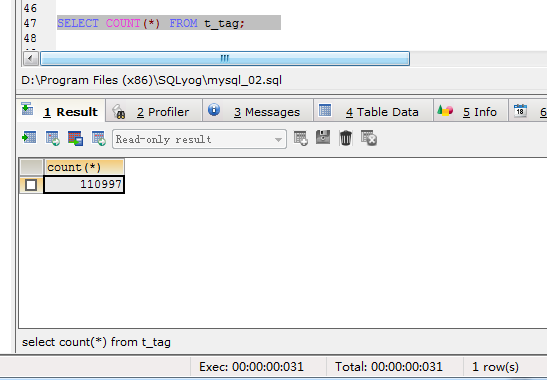 46
47 SELECT COUNT(*) FROM t_tag;
48
D:\Program Files (x86)\SQLyog\mysql_02.sql
1 Result 2 Profiler 3 Messages 4 Table Data 5 Info 18 6
Read-only result
count(*)
110997
select count(*) from t_tag
Exec: 00:00:00:031 Total: 00:00:00:031 1 row(s)